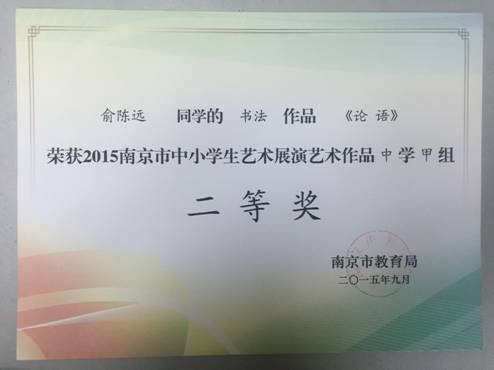 俞陈远 同学的 书法 作品 《论语》
荣获2015南京市中小学生艺术展演艺术作品中学甲组
二等奖
南京市教育局
二〇一五年九月